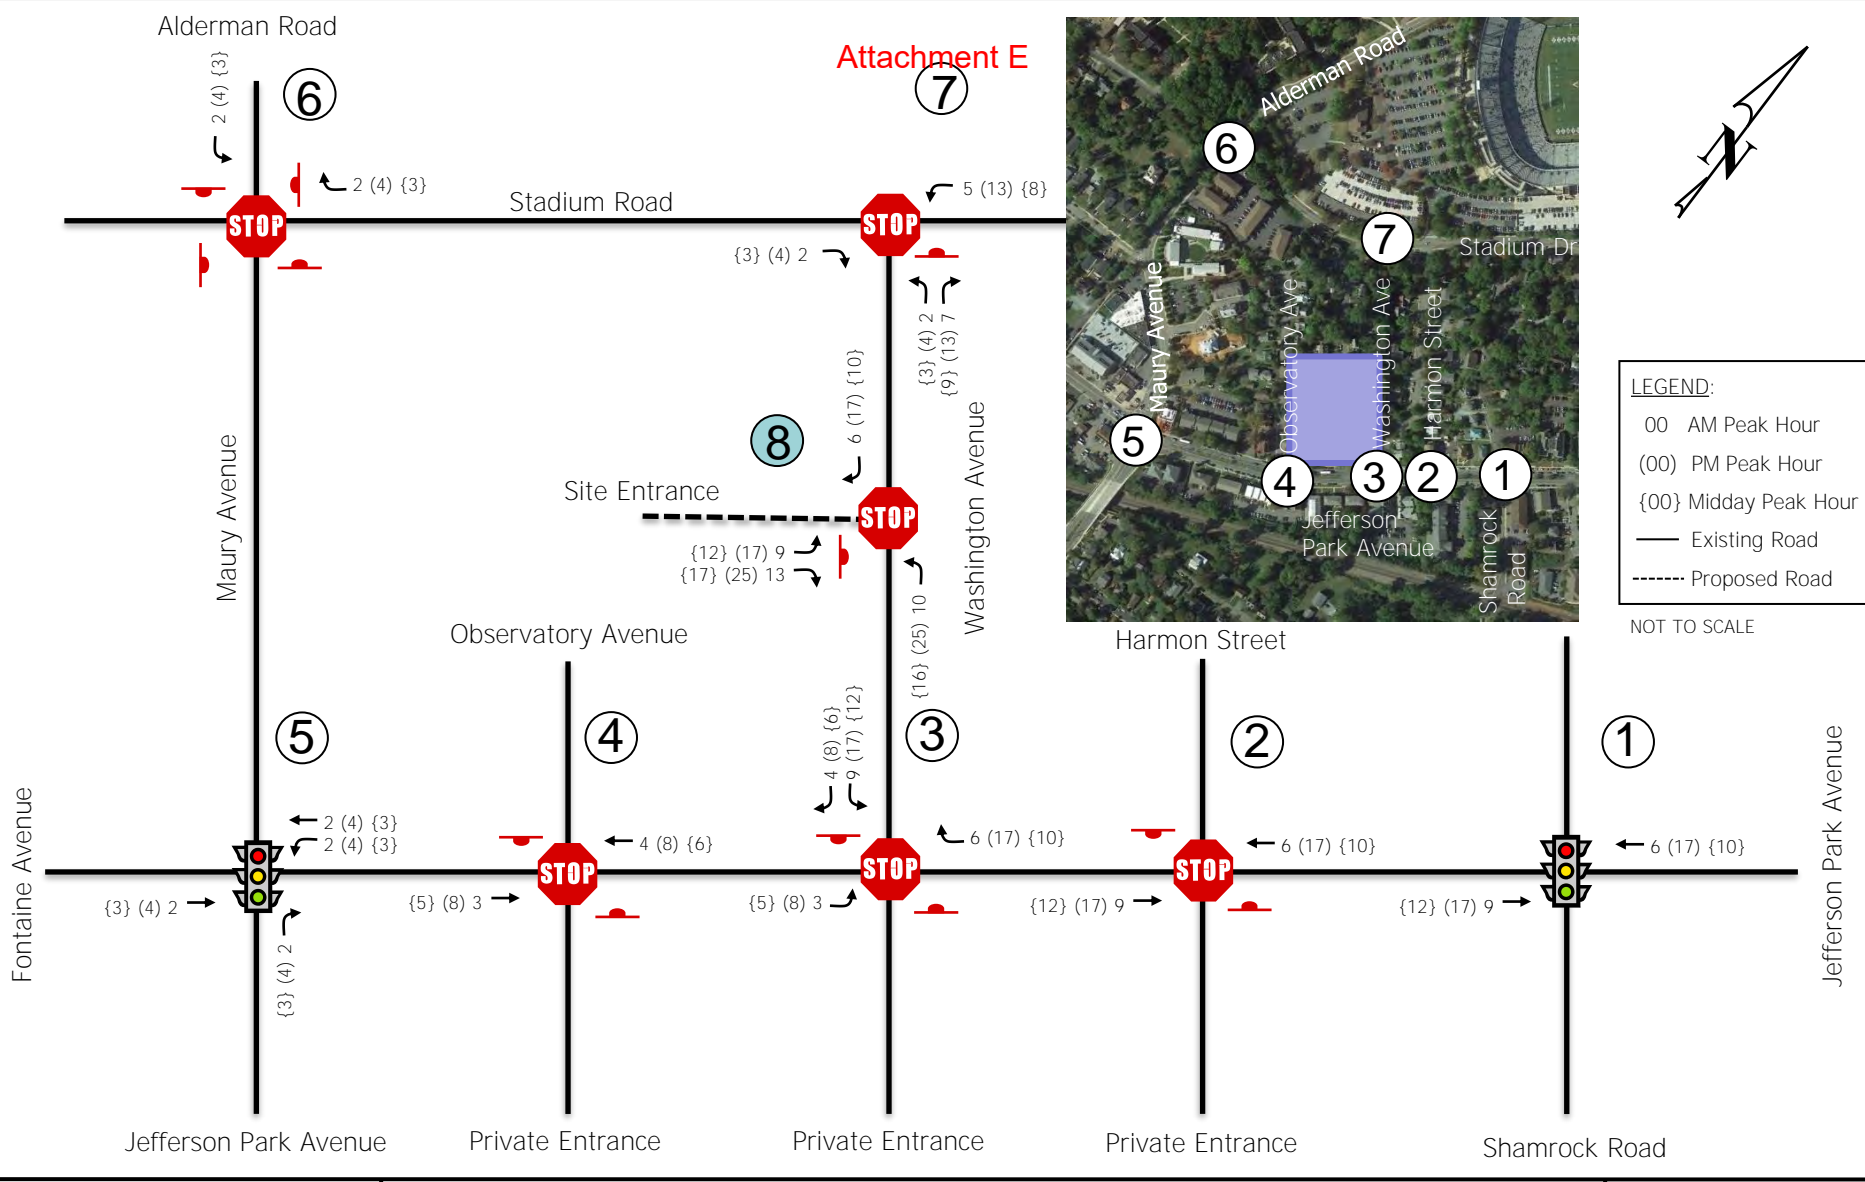 Alderman Road
Attachment E
2 (4) {3}
6
7
2 (4) {3}
STOP
Stadium Road
STOP
5 (13) {8}
{3} (4) 2
{3} (4) 2
{9} (13) 7
6 (17) {10}
8
Site Entrance
STOP
{12} (17) 9
{17} (25) 13
{16} (25) 10
Maury Avenue
Washington Avenue
Alderman Road
6
7
Stadium Dr
Maury Avenue
Observatory Ave
Washington Ave
Harmon Street
5
4
3
2
1
Jefferson
Park Avenue
Shamrock
Road
N
LEGEND:
00 AM Peak Hour
(00) PM Peak Hour
{00} Midday Peak Hour
Existing Road
Proposed Road
NOT TO SCALE
Observatory Avenue
Harmon Street
5
4
4 (8) {6}
9 (17) {12}
3
2
1
Fontaine Avenue
2 (4) {3}
2 (4) {3}
{3} (4) 2
{3} (4) 2
STOP
4 (8) {6}
{5} (8) 3
STOP
6 (17) {10}
{5} (8) 3
STOP
6 (17) {10}
{12} (17) 9
6 (17) {10}
{12} (17) 9
Jefferson Park Avenue
Jefferson Park Avenue
Private Entrance
Private Entrance
Private Entrance
Shamrock Road